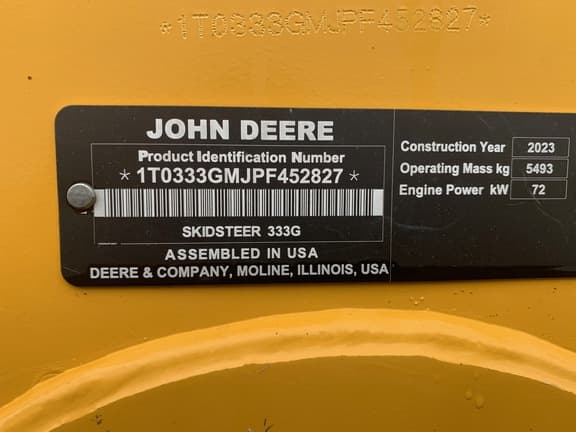 *1T0333GMJPF452827*
JOHN DEERE
Product Identification Number
*1T0333GMJPF452827*
SKIDSTEER 333G
ASSEMBLED IN USA
DEERE & COMPANY, MOLINE, ILLINOIS, USA
Construction Year 2023
Operating Mass kg 5493
Engine Power kW 72